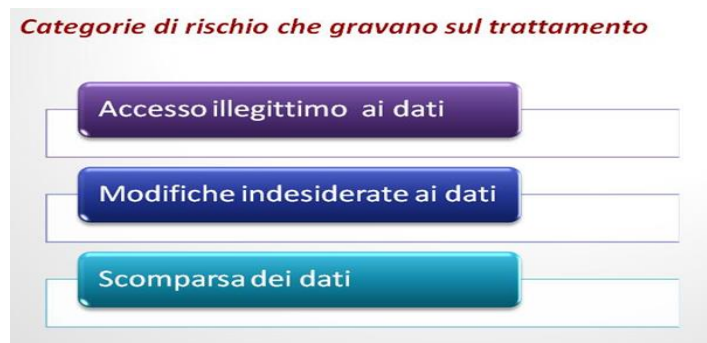 Categorie di rischio che gravano sul trattamento
Accesso illegittimo ai dati
Modifiche indesiderate ai dati
Scomparsa dei dati